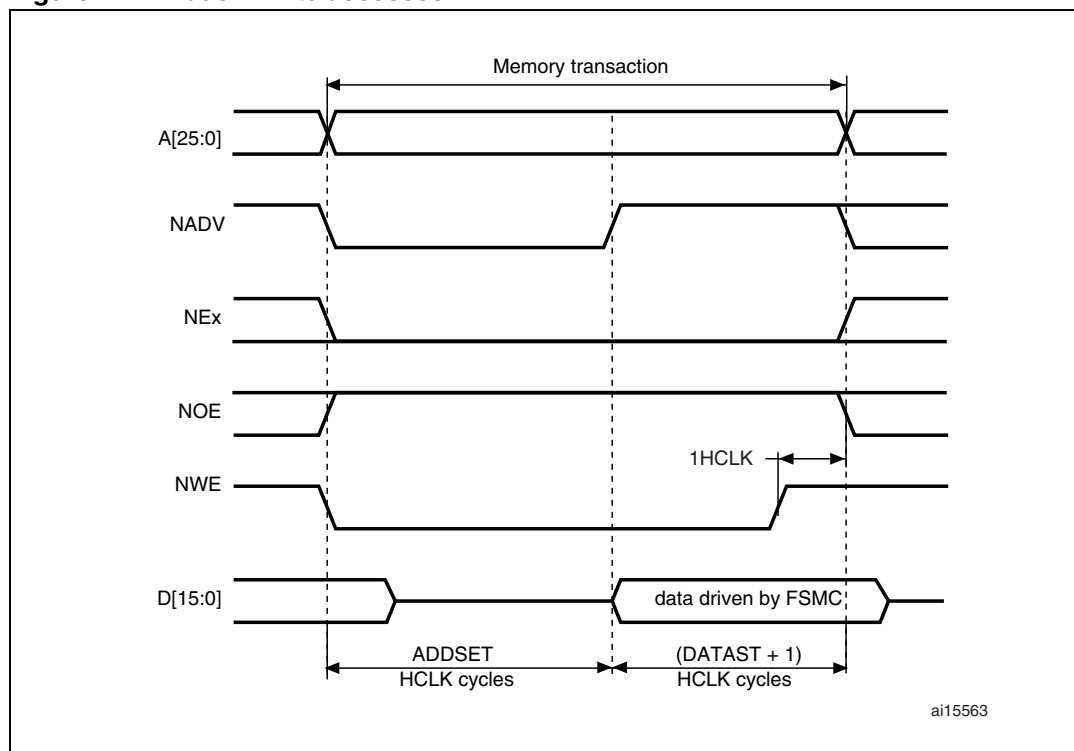 Memory transaction
A[25:0]
NADV
NEx
NOE
1HCLK
NWE
D[15:0]
data driven by FSMC
ADDSET
HCLK cycles
(DATAST + 1)
HCLK cycles
ai15563